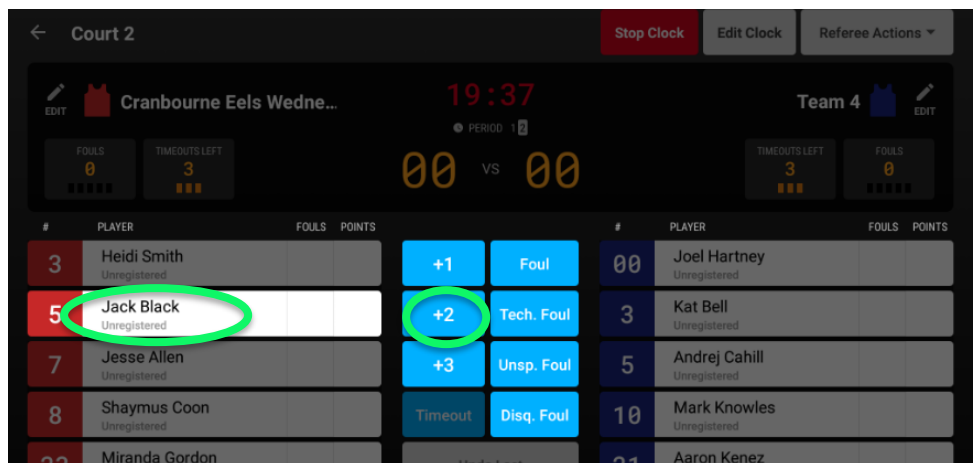 ← Court 2 Stop Clock Edit Clock Referee Actions
EDIT Cranbourne Eels Wedne... 19:37 Team 4 EDIT
PERIOD 1 2
FOULS 0 TIMEOUTS LEFT 3 00 VS 00 TIMEOUTS LEFT 3 FOULS 0
# PLAYER FOULS POINTS # PLAYER FOULS POINTS
3 Heidi Smith +1 Foul 00 Joel Hartney
Unregistered Unregistered
5 Jack Black +2 Tech. Foul 3 Kat Bell
Unregistered Unregistered
7 Jesse Allen +3 Unsp. Foul 5 Andrej Cahill
Unregistered Unregistered
8 Shaymus Coon Timeout Disq. Foul 10 Mark Knowles
Unregistered Unregistered
Miranda Gordon Aaron Kenez